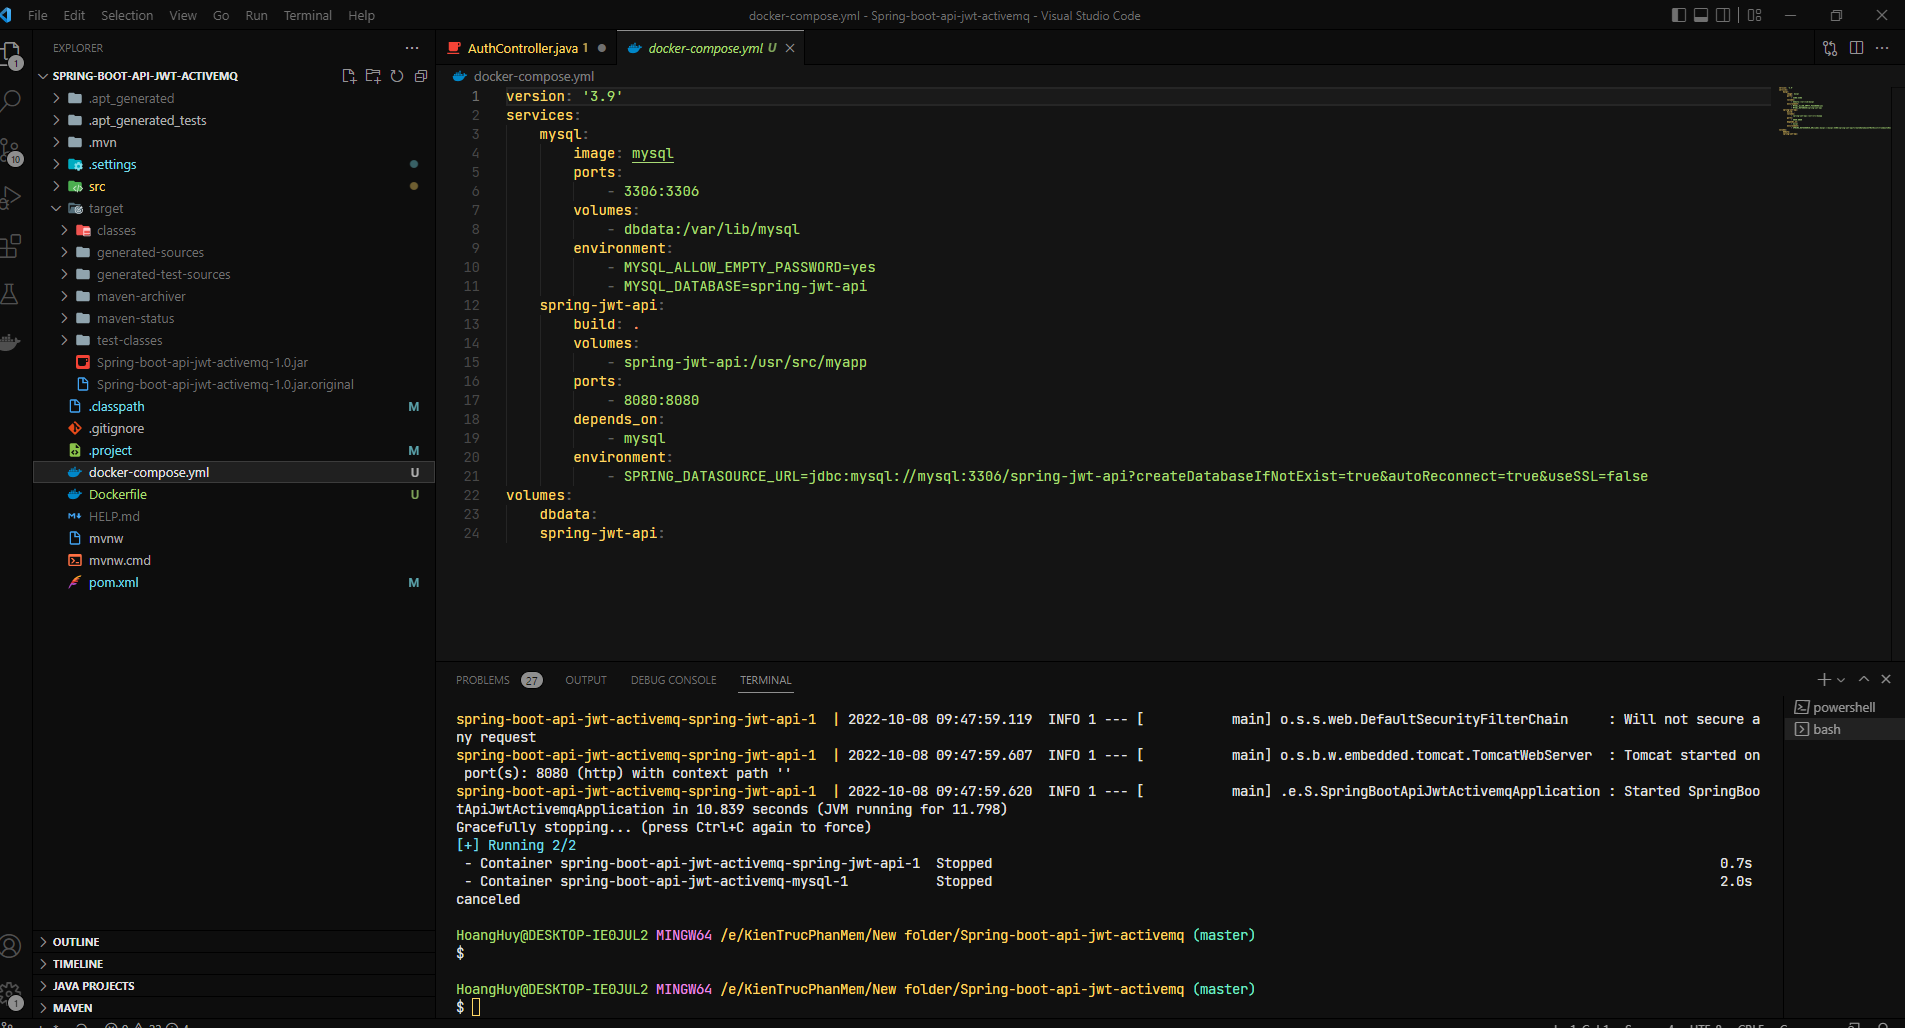 File Edit Selection View Go Run Terminal Help
docker-compose.yml - Spring-boot-api-jwt-activemq - Visual Studio Code
EXPLORER
SPRING-BOOT-API-JWT-ACTIVEMQ
.apt_generated
.apt_generated_tests
.mvn
.settings
src
target
classes
generated-sources
generated-test-sources
maven-archiver
maven-status
test-classes
Spring-boot-api-jwt-activemq-1.0.jar
Spring-boot-api-jwt-activemq-1.0.jar.original
.classpath M
.gitignore
.project M
docker-compose.yml U
Dockerfile U
HELP.md
mvnw
mvnw.cmd
pom.xml M
OUTLINE
TIMELINE
JAVA PROJECTS
MAVEN
1
10
1
AuthController.java 1
docker-compose.yml U
docker-compose.yml
1 version: '3.9'
2 services:
3 mysql:
4 image: mysql
5 ports:
6 - 3306:3306
7 volumes:
8 - dbdata:/var/lib/mysql
9 environment:
10 - MYSQL_ALLOW_EMPTY_PASSWORD=yes
11 - MYSQL_DATABASE=spring-jwt-api
12 spring-jwt-api:
13 build: .
14 volumes:
15 - spring-jwt-api:/usr/src/myapp
16 ports:
17 - 8080:8080
18 depends_on:
19 - mysql
20 environment:
21 - SPRING_DATASOURCE_URL=jdbc:mysql://mysql:3306/spring-jwt-api?createDatabaseIfNotExist=true&autoReconnect=true&useSSL=false
22 volumes:
23 dbdata:
24 spring-jwt-api:
PROBLEMS 27 OUTPUT DEBUG CONSOLE TERMINAL
spring-boot-api-jwt-activemq-spring-jwt-api-1 | 2022-10-08 09:47:59.119 INFO 1 --- [ main] o.s.s.web.DefaultSecurityFilterChain : Will not secure a
ny request
spring-boot-api-jwt-activemq-spring-jwt-api-1 | 2022-10-08 09:47:59.607 INFO 1 --- [ main] o.s.b.w.embedded.tomcat.TomcatWebServer : Tomcat started on
port(s): 8080 (http) with context path ''
spring-boot-api-jwt-activemq-spring-jwt-api-1 | 2022-10-08 09:47:59.620 INFO 1 --- [ main] .e.S.SpringBootApiJwtActivemqApplication : Started SpringBoo
tApiJwtActivemqApplication in 10.839 seconds (JVM running for 11.798)
Gracefully stopping... (press Ctrl+C again to force)
[+] Running 2/2
- Container spring-boot-api-jwt-activemq-spring-jwt-api-1 Stopped 0.7s
- Container spring-boot-api-jwt-activemq-mysql-1 Stopped 2.0s
canceled
HoangHuy@DESKTOP-IE0JUL2 MINGW64 /e/KienTrucPhanMem/New folder/Spring-boot-api-jwt-activemq (master)
$
HoangHuy@DESKTOP-IE0JUL2 MINGW64 /e/KienTrucPhanMem/New folder/Spring-boot-api-jwt-activemq (master)
$
powershell
bash